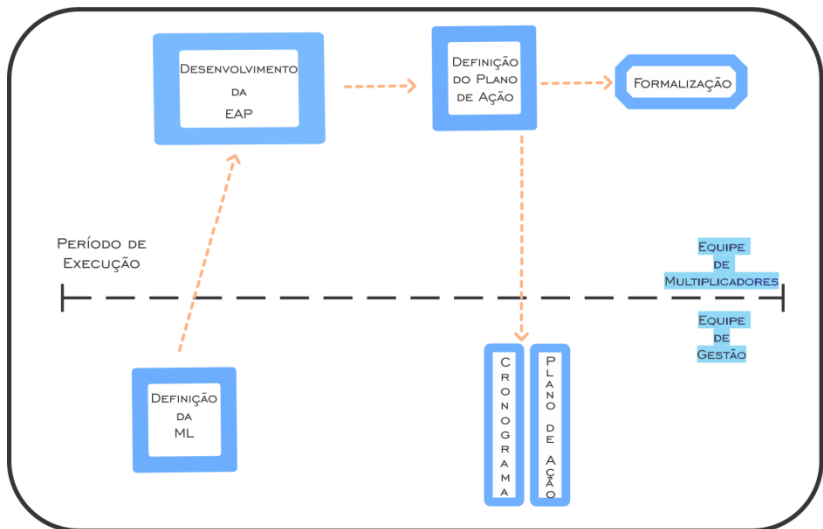 Desenvolvimento
da
EAP
Definição
do Plano
de Ação
Formalização
Período de
Execução
Equipe
de
Multiplicadores
Equipe
de
Gestão
Definição
da
ML
Cronograma
Plano de Ação